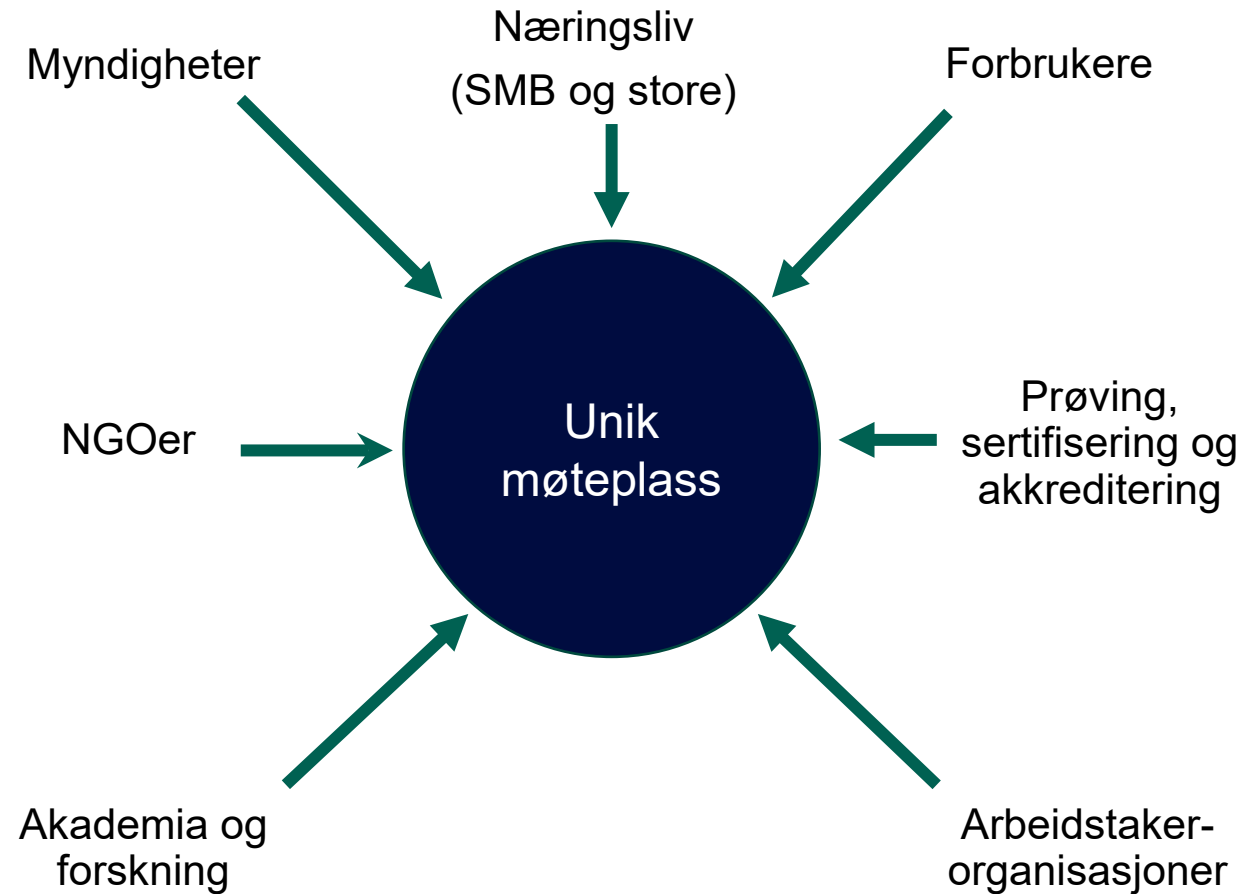 Næringsliv
(SMB og store)
Myndigheter
Forbrukere
NGOer
Unik
møteplass
Prøving,
sertifisering og
akkreditering
Akademia og
forskning
Arbeidstaker-
organisasjoner